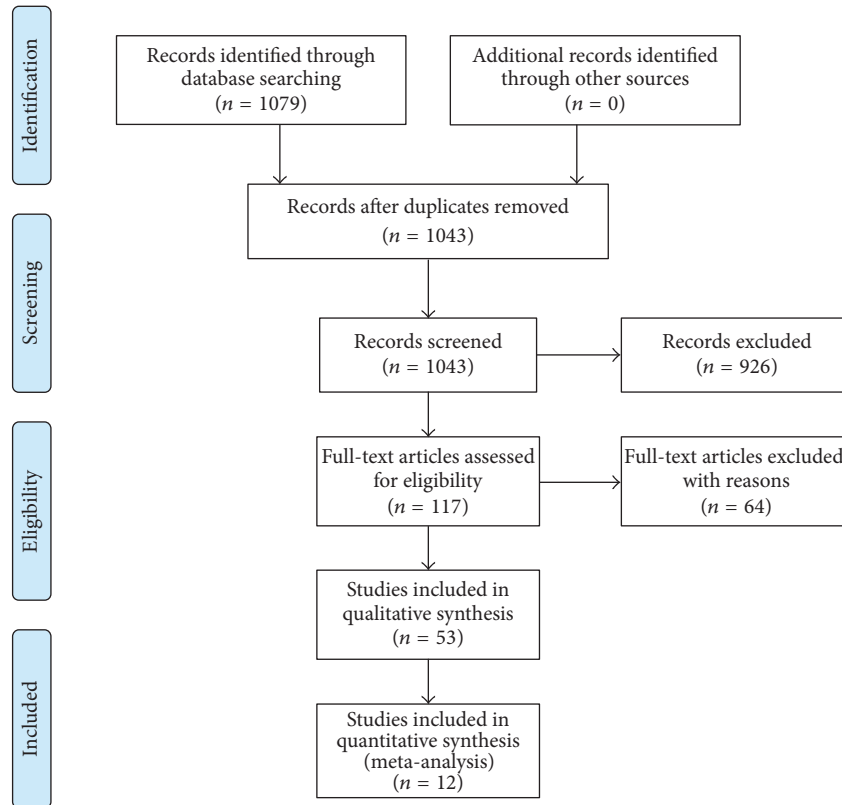 Identification
Records identified through
database searching
(n = 1079)
Additional records identified
through other sources
(n = 0)
Records after duplicates removed
(n = 1043)
Screening
Records screened
(n = 1043)
Records excluded
(n = 926)
Eligibility
Full-text articles assessed
for eligibility
(n = 117)
Full-text articles excluded
with reasons
(n = 64)
Studies included in
qualitative synthesis
(n = 53)
Included
Studies included in
quantitative synthesis
(meta-analysis)
(n = 12)